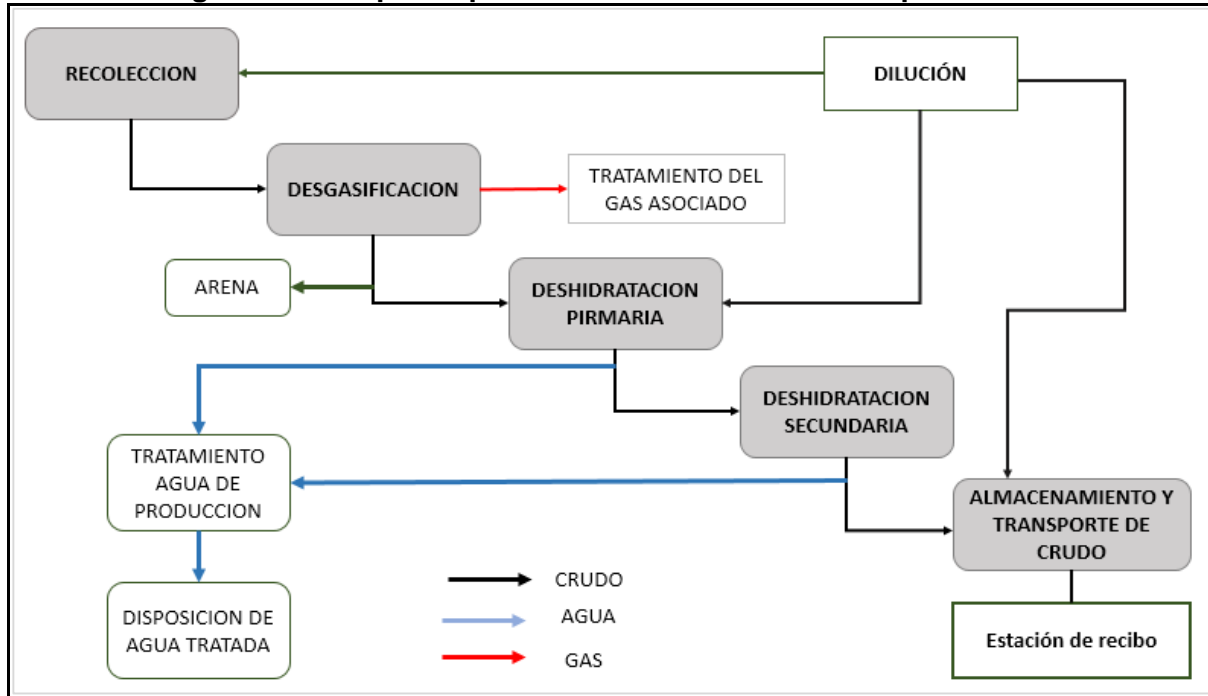 RECOLECCION
DILUCIÓN
DESGASIFICACION
TRATAMIENTO DEL
GAS ASOCIADO
ARENA
DESHIDRATACION
PIRMARIA
DESHIDRATACION
SECUNDARIA
TRATAMIENTO
AGUA DE
PRODUCCION
ALMACENAMIENTO Y
TRANSPORTE DE
CRUDO
DISPOSICION DE
AGUA TRATADA
CRUDO
AGUA
GAS
Estación de recibo